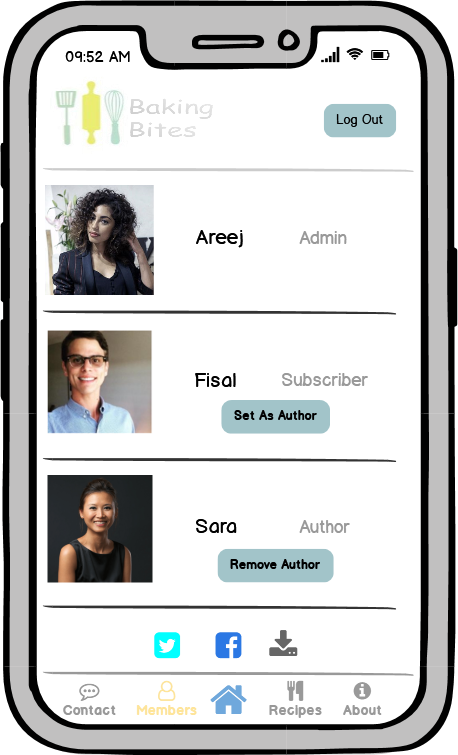 09:52 AM
Baking
Bites
Log Out
Areej
Admin
Fisal
Subscriber
Set As Author
Sara
Author
Remove Author
Contact
Members
Recipes
About